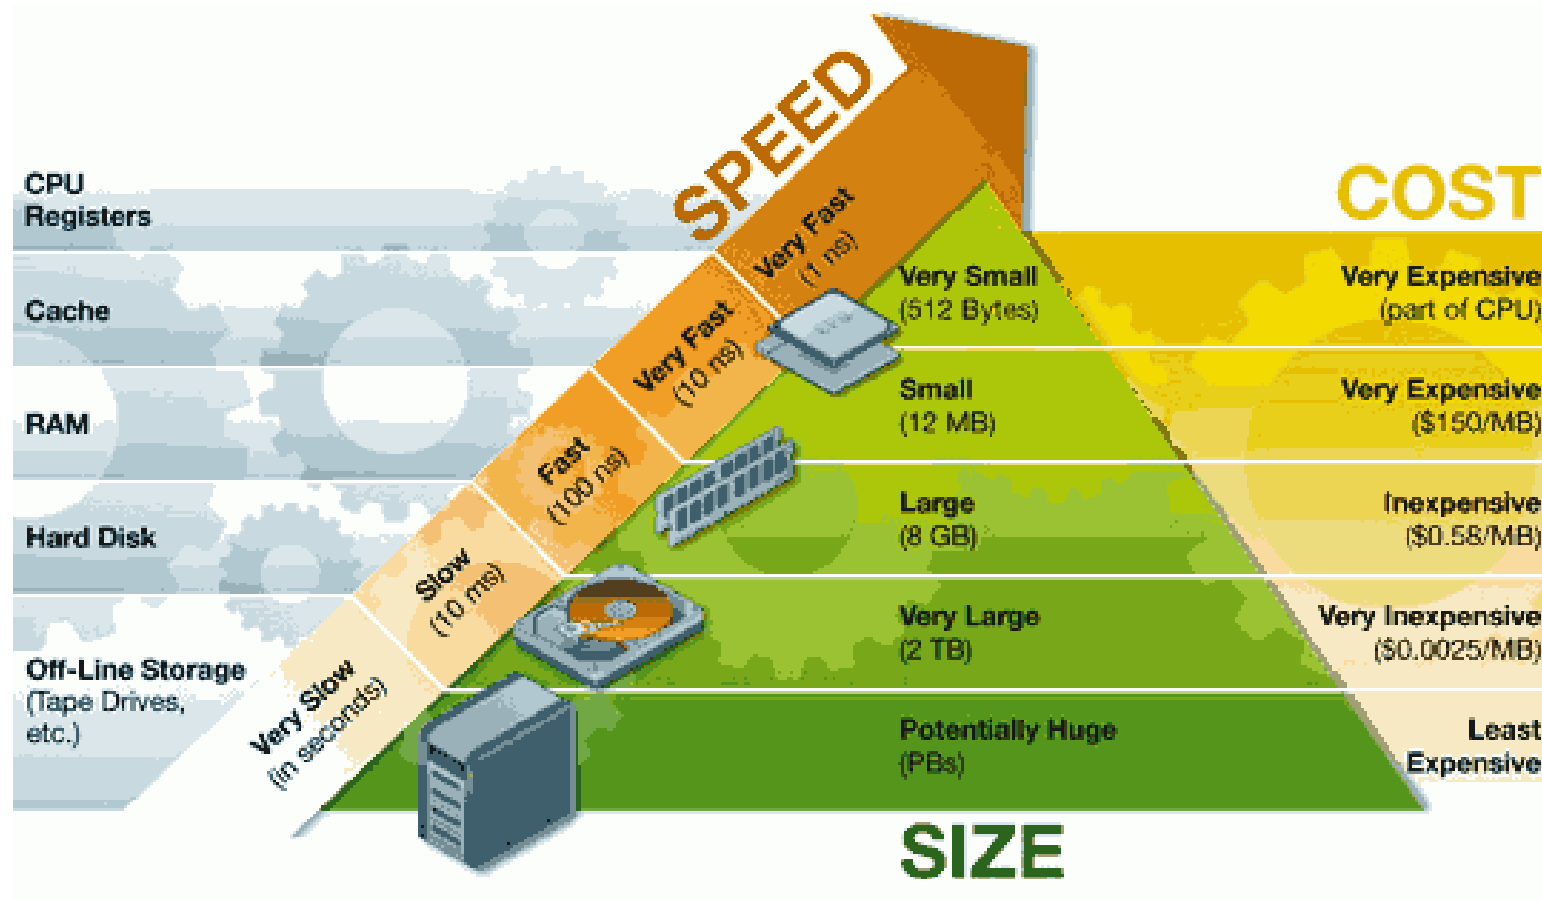 SPEED
COST
SIZE
CPU
Registers
Very Fast
(1 ns)
Very Small
(512 Bytes)
Very Expensive
(part of CPU)
Cache
Very Fast
(10 ns)
Small
(12 MB)
Very Expensive
($150/MB)
RAM
Fast
(100 ns)
Large
(8 GB)
Inexpensive
($0.58/MB)
Hard Disk
Slow
(10 ms)
Very Large
(2 TB)
Very Inexpensive
($0.0025/MB)
Off-Line Storage
(Tape Drives,
etc.)
Very Slow
(in seconds)
Potentially Huge
(PBs)
Least
Expensive